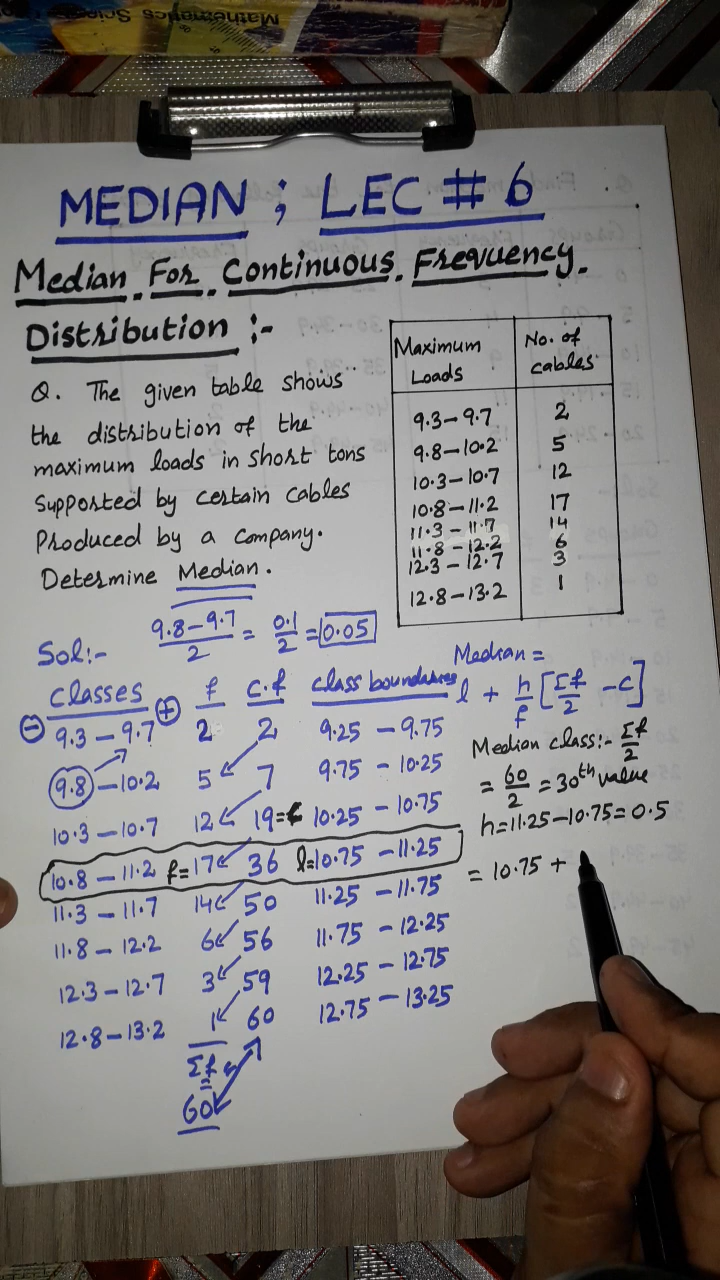 Mathematics Scienc
MEDIAN ; LEC # 6
Median For Continuous Frevuency
Distribution :-
Q. The given table shows
the distribution of the
maximum loads in short tons
Supported by certain cables
Produced by a company.
Determine Median.
Maximum Loads No. of cables
9.3 – 9.7 2
9.8 – 10.2 5
10.3 – 10.7 12
10.8 – 11.2 17
11.3 – 11.7 14
11.8 – 12.2 6
12.3 – 12.7 3
12.8 – 13.2 1
Sol:- 9.8 – 9.7 / 2 = 0.1 / 2 = 0.05
classes f c.f class boundaries
9.3 – 9.7 2 2 9.25 – 9.75
9.8 – 10.2 5 7 9.75 – 10.25
10.3 – 10.7 12 19 = c 10.25 – 10.75
10.8 – 11.2 f = 17 36 l = 10.75 – 11.25
11.3 – 11.7 14 50 11.25 – 11.75
11.8 – 12.2 6 56 11.75 – 12.25
12.3 – 12.7 3 59 12.25 – 12.75
12.8 – 13.2 1 60 12.75 – 13.25
Σf =
60
Median =
l + h/f [Σf/2 – C]
Median class:- Σf/2
= 60/2 = 30th value
h = 11.25 – 10.75 = 0.5
= 10.75 +